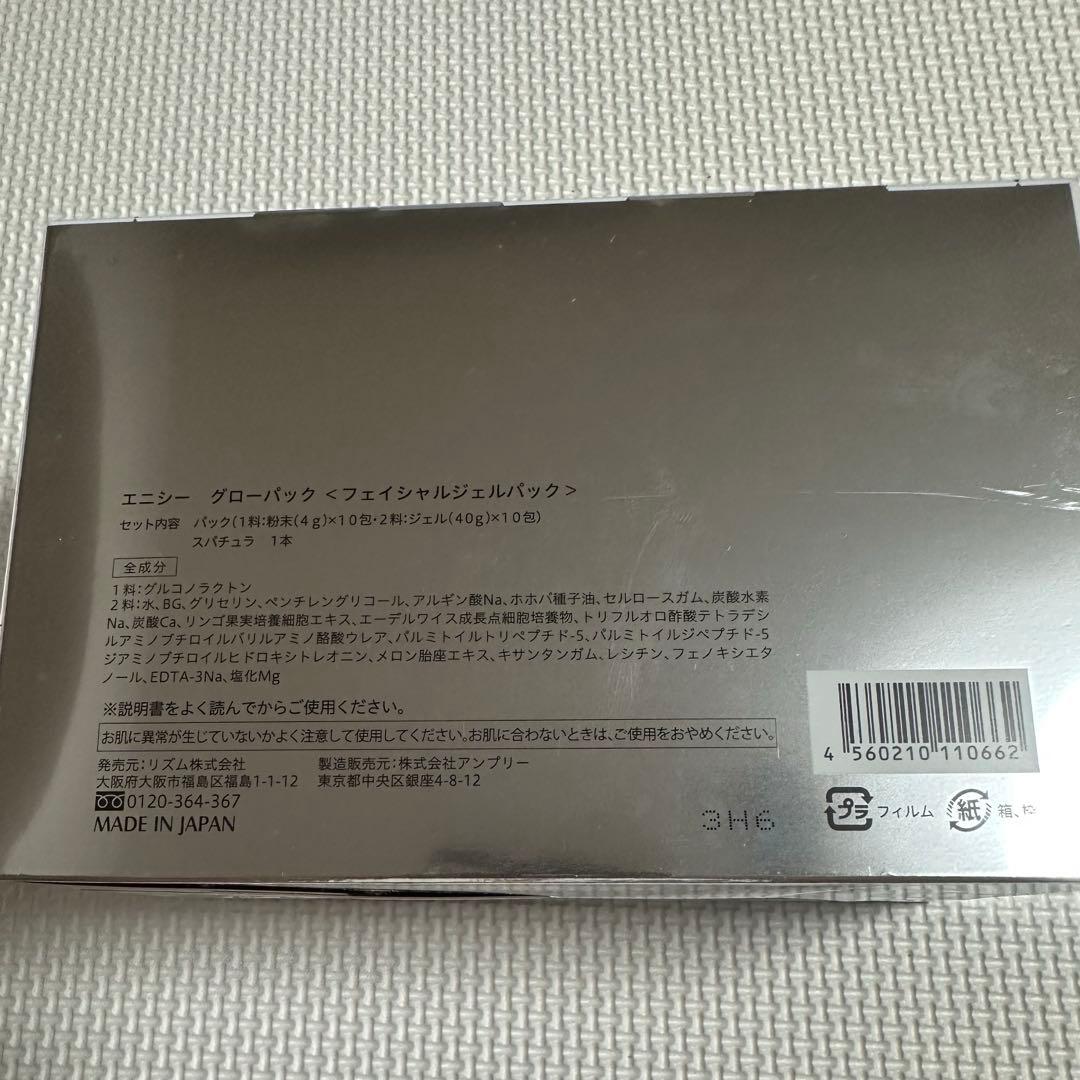 エニシー　グローパック＜フェイシャルジェルパック＞
セット内容　パック(1料:粉末(4g)×10包・2料:ジェル(40g)×10包)
スパチュラ　1本
全成分
1料:グルコノラクトン
2料:水、BG、グリセリン、ペンチレングリコール、アルギン酸Na、ホホバ種子油、セルロースガム、炭酸水素
Na、炭酸Ca、リンゴ果実培養細胞エキス、エーデルワイス成長点細胞培養物、トリフルオロ酢酸テトラデシ
ルアミノブチロイルバリルアミノ酪酸ウレア、パルミトイルトリペプチド-5、パルミトイルジペプチド-5
ジアミノブチロイルヒドロキシトレオニン、メロン胎座エキス、キサンタンガム、レシチン、フェノキシエタ
ノール、EDTA-3Na、塩化Mg
※説明書をよく読んでからご使用ください。
お肌に異常が生じていないかよく注意して使用してください。お肌に合わないときは、ご使用をおやめください。
発売元:リズム株式会社　製造販売元:株式会社アンプリー
大阪府大阪市福島区福島1-1-12　東京都中央区銀座4-8-12
0120-364-367
MADE IN JAPAN
3H6
4 560210 110662
プラ フィルム 紙 箱、枠